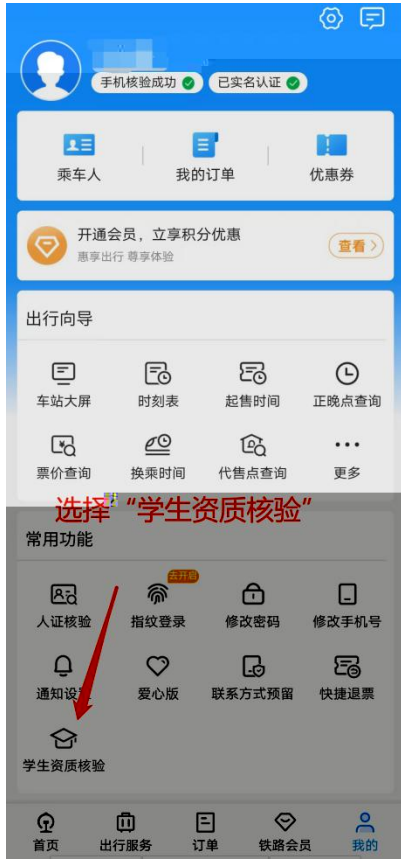 手机核验成功 已实名认证
乘车人 我的订单 优惠券
开通会员，立享积分优惠
惠享出行 尊享体验
查看
出行向导
车站大屏 时刻表 起售时间 正晚点查询
票价查询 换乘时间 代售点查询 更多
选择“学生资质核验”
常用功能
去开启
人证核验 指纹登录 修改密码 修改手机号
通知设 爱心版 联系方式预留 快捷退票
学生资质核验
首页 出行服务 订单 铁路会员 我的